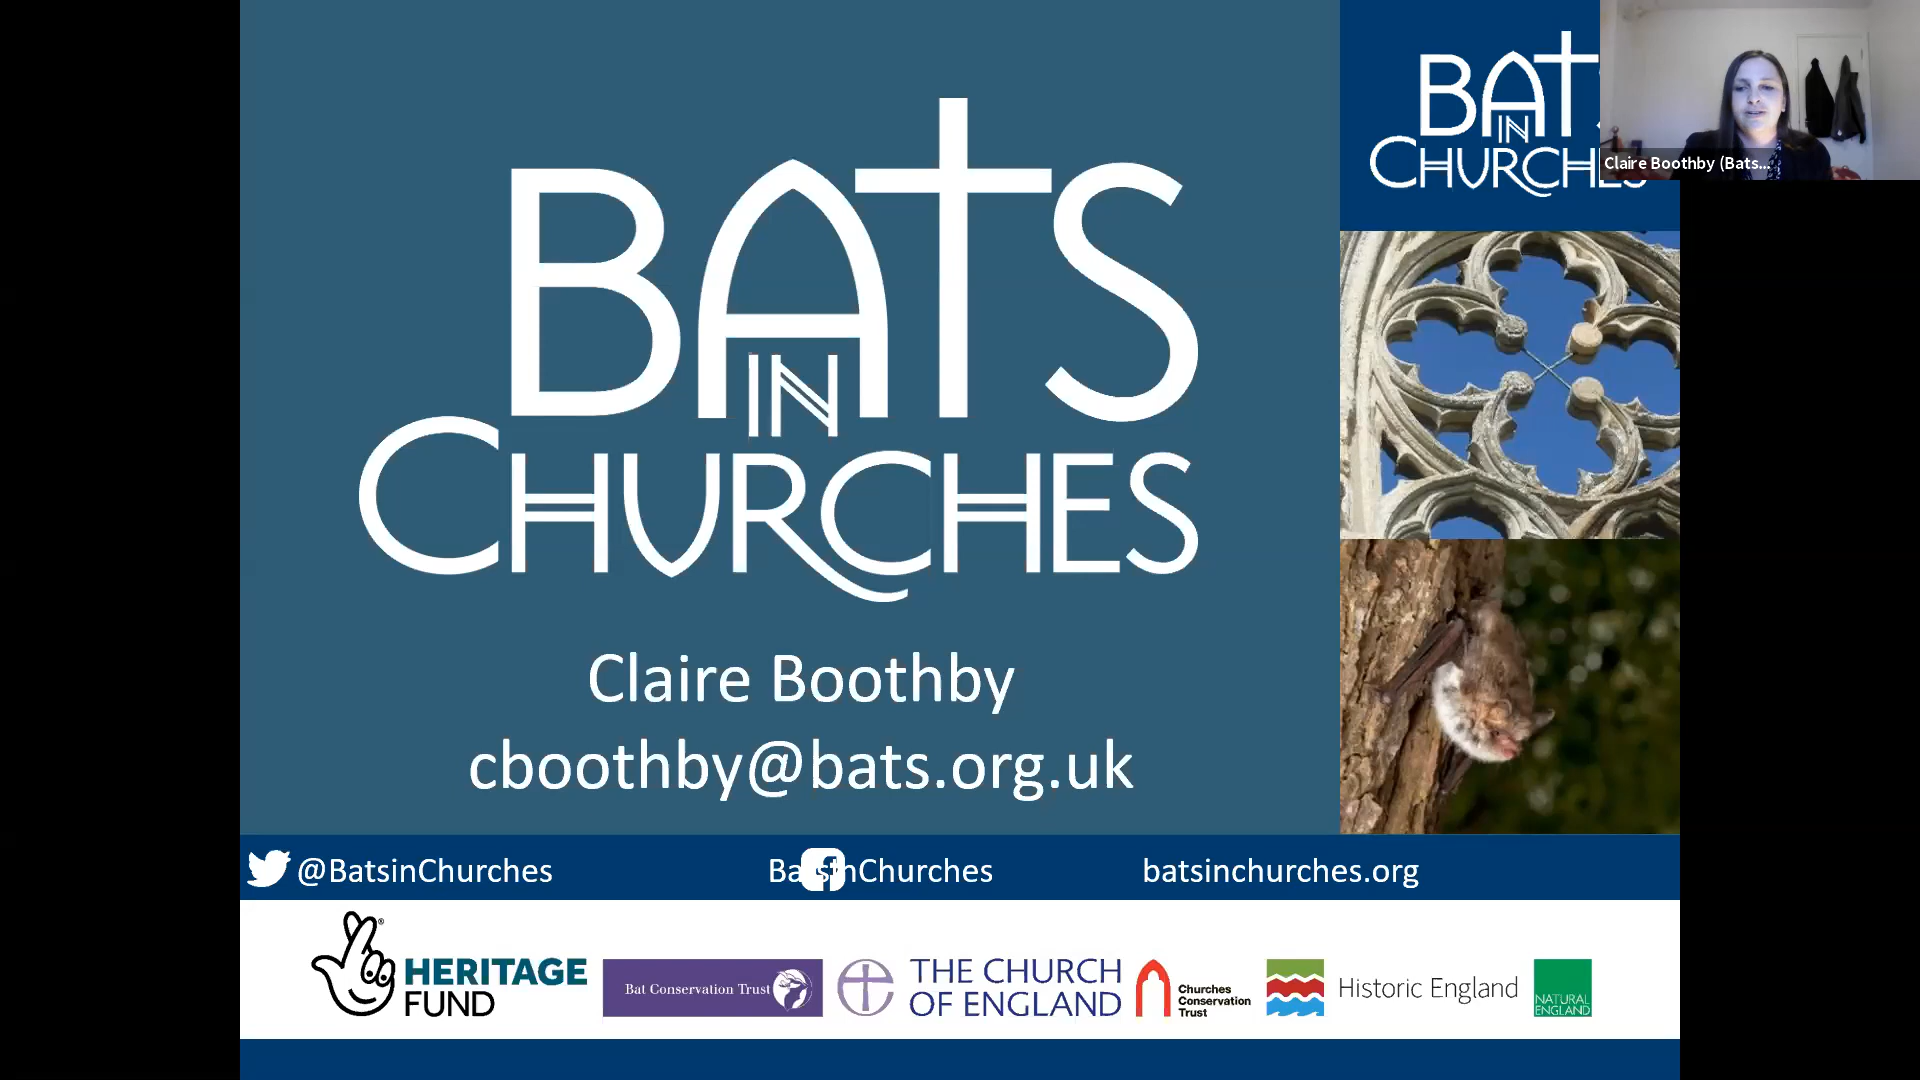 BATS
IN
CHURCHES
BATS
IN
CHURCHES
Claire Boothby (Bats...
Claire Boothby
cboothby@bats.org.uk
@BatsinChurches
BatsinChurches
batsinchurches.org
HERITAGE
FUND
Bat Conservation Trust
THE CHURCH
OF ENGLAND
Churches
Conservation
Trust
Historic England
NATURAL
ENGLAND